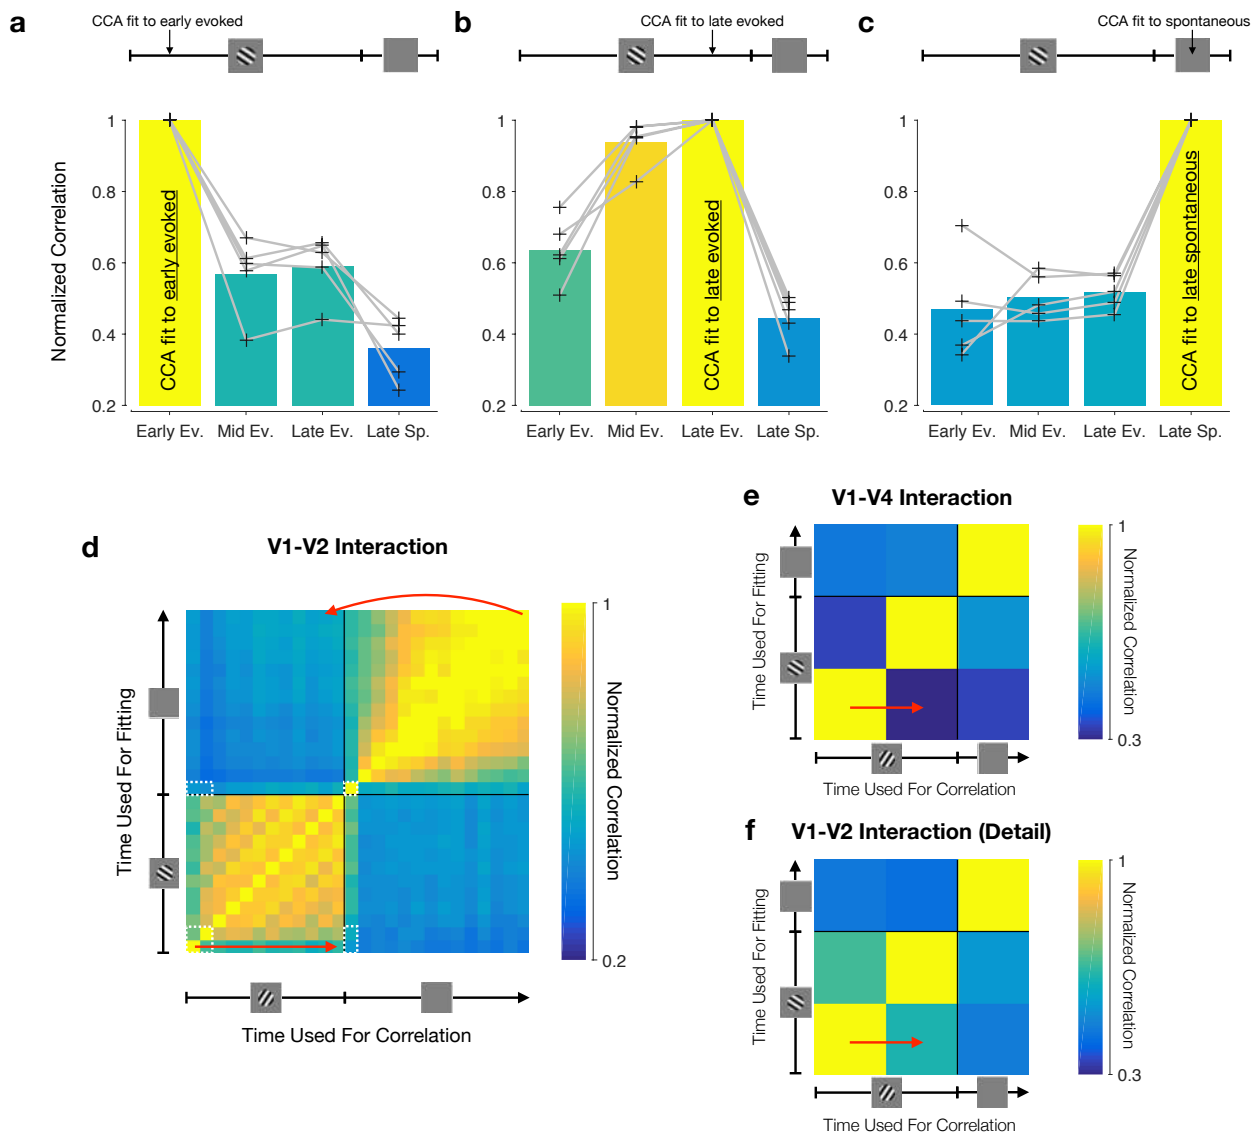 a
CCA fit to early evoked
Normalized Correlation
1
0.8
0.6
0.4
0.2
CCA fit to early evoked
Early Ev.
Mid Ev.
Late Ev.
Late Sp.
b
CCA fit to late evoked
1
0.8
0.6
0.4
0.2
CCA fit to late evoked
Early Ev.
Mid Ev.
Late Ev.
Late Sp.
c
CCA fit to spontaneous
1
0.8
0.6
0.4
0.2
CCA fit to late spontaneous
Early Ev.
Mid Ev.
Late Ev.
Late Sp.
d
V1-V2 Interaction
Time Used For Fitting
Time Used For Correlation
1
Normalized Correlation
0.2
e
V1-V4 Interaction
Time Used For Fitting
Time Used For Correlation
1
Normalized Correlation
0.3
f
V1-V2 Interaction (Detail)
Time Used For Fitting
Time Used For Correlation
1
Normalized Correlation
0.3